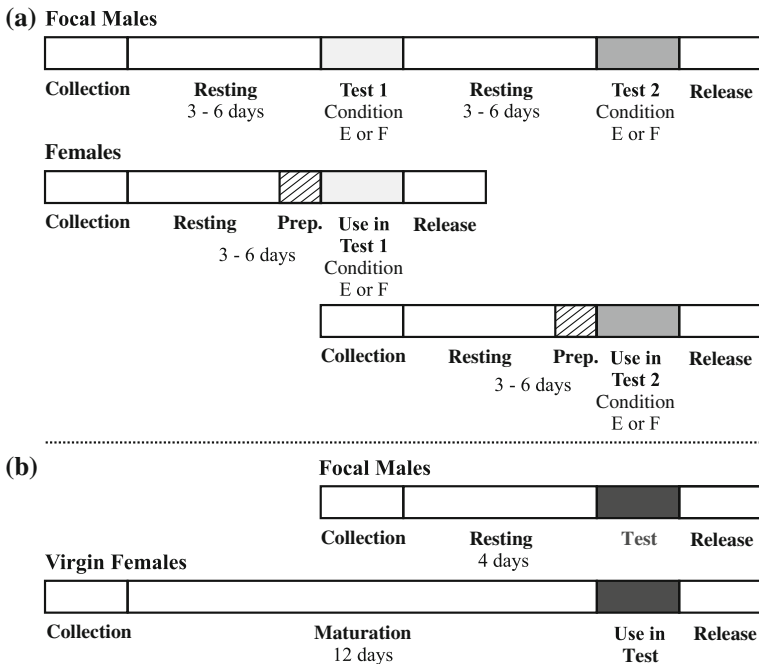 (a) Focal Males
Collection Resting Test 1 Resting Test 2 Release
3 - 6 days Condition 3 - 6 days Condition
E or F E or F
Females
Collection Resting Prep. Use in Release
Test 1
3 - 6 days Condition
E or F
Collection Resting Prep. Use in Release
Test 2
3 - 6 days Condition
E or F
(b) Focal Males
Collection Resting Test Release
4 days
Virgin Females
Collection Maturation Use in Release
12 days Test